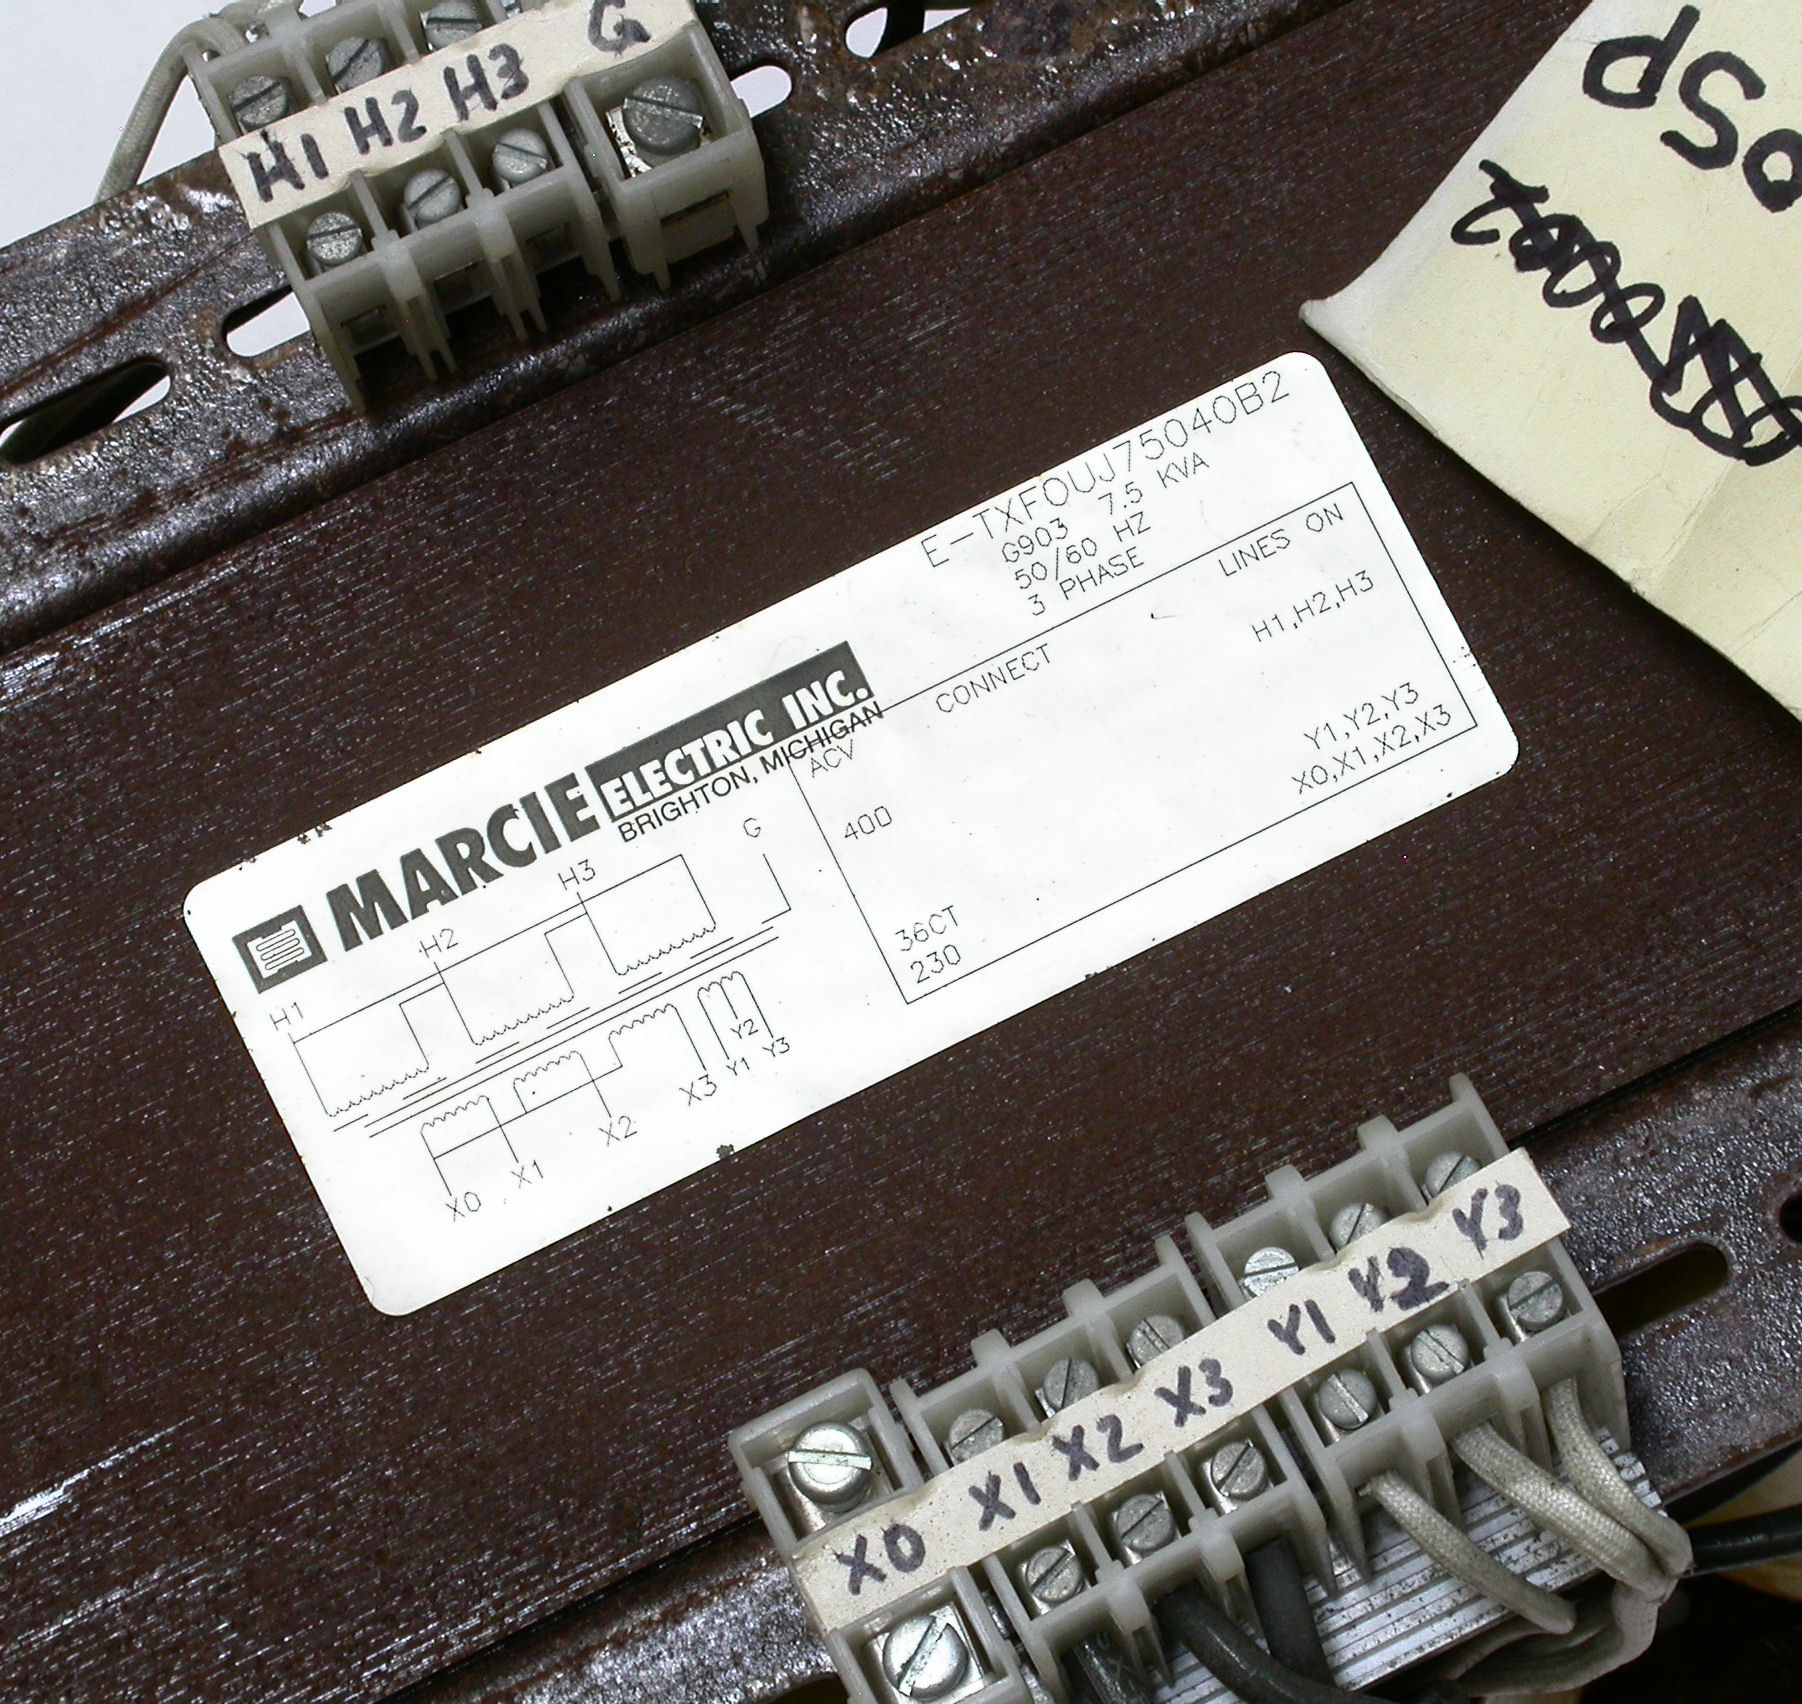 H1 H2 H3 G
dSo
E-TXFOUJ75040B2
G903 7.5 KVA
50/60 HZ
3 PHASE
MARCIE ELECTRIC INC.
BRIGHTON, MICHIGAN
ACV CONNECT LINES ON
400 H1,H2,H3
36CT Y1,Y2,Y3
230 X0,X1,X2,X3
H1 H2 H3 G
X0 X1 X2 X3 Y1 Y2 Y3
X0 X1 X2 X3 Y1 Y2 Y3